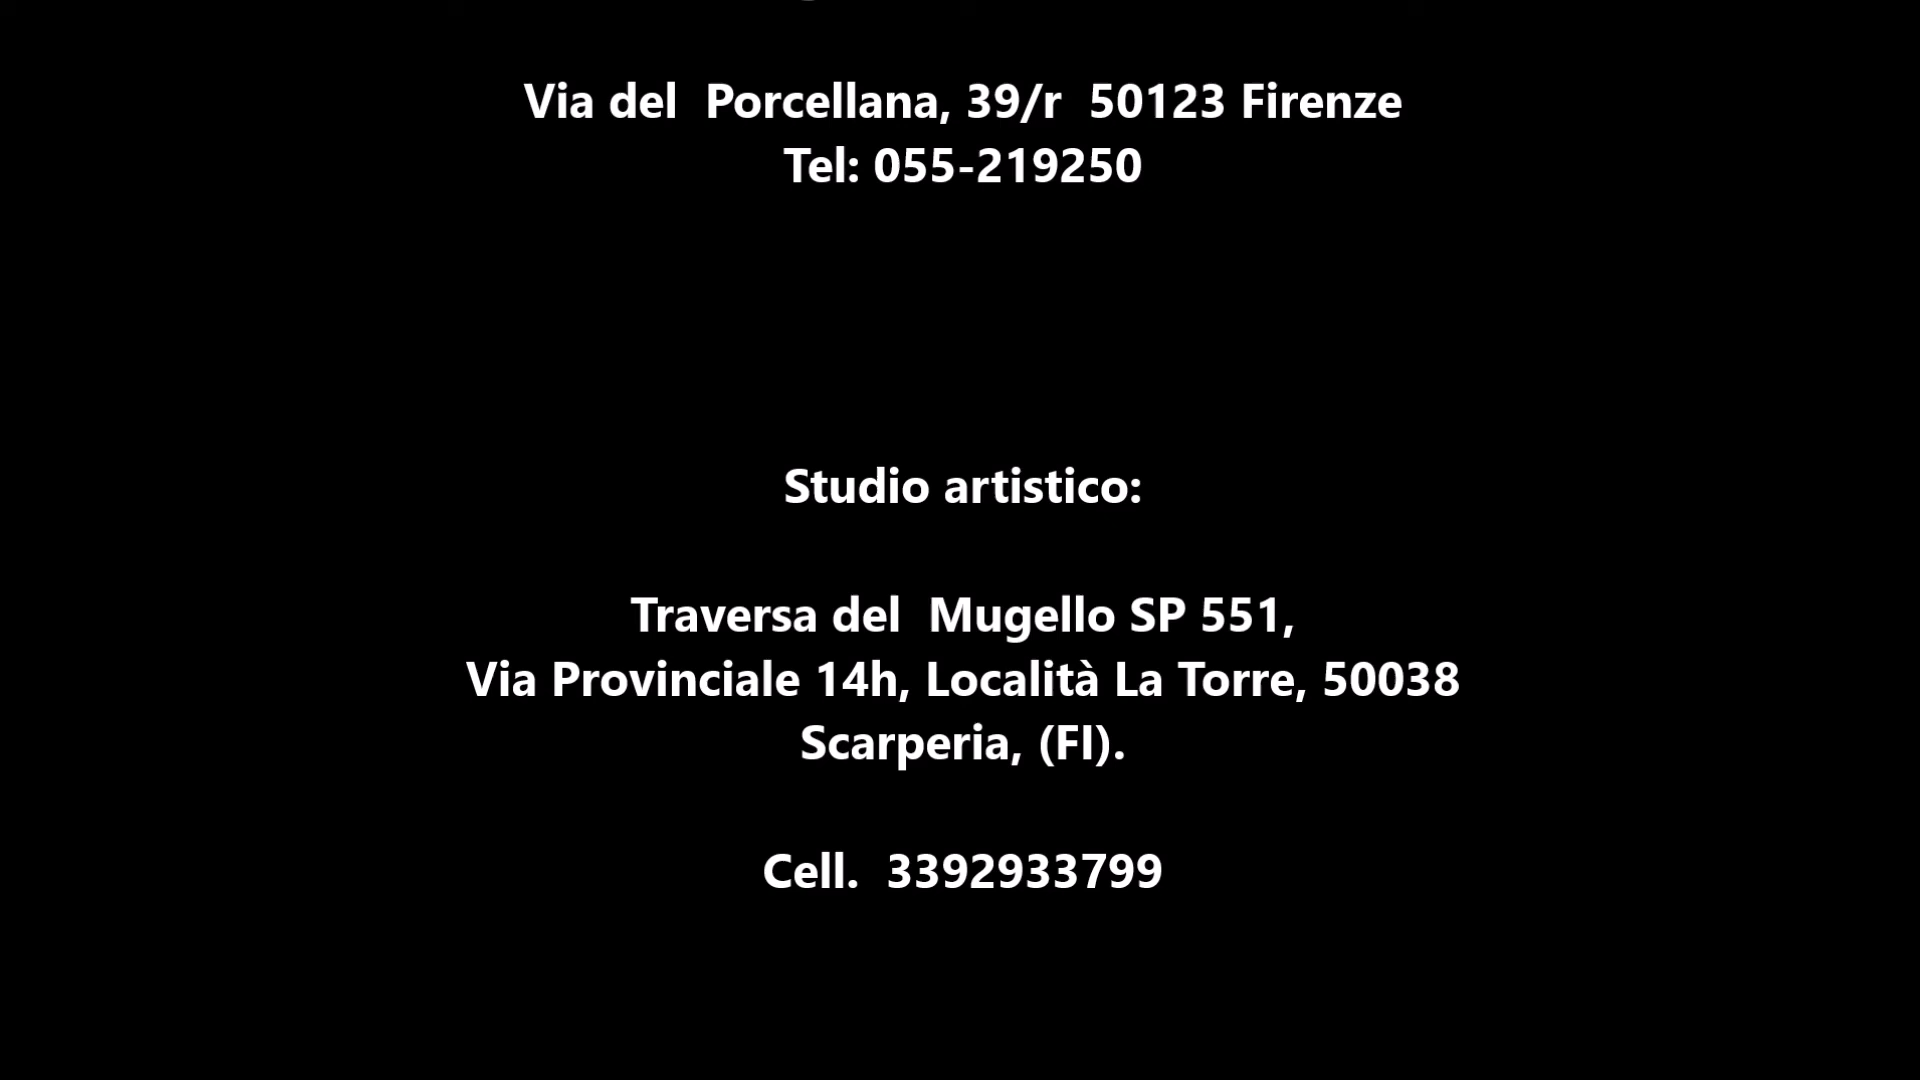 Via del  Porcellana, 39/r  50123 Firenze
Tel: 055-219250
Studio artistico:
Traversa del  Mugello SP 551,
Via Provinciale 14h, Località La Torre, 50038
Scarperia, (FI).
Cell.  3392933799